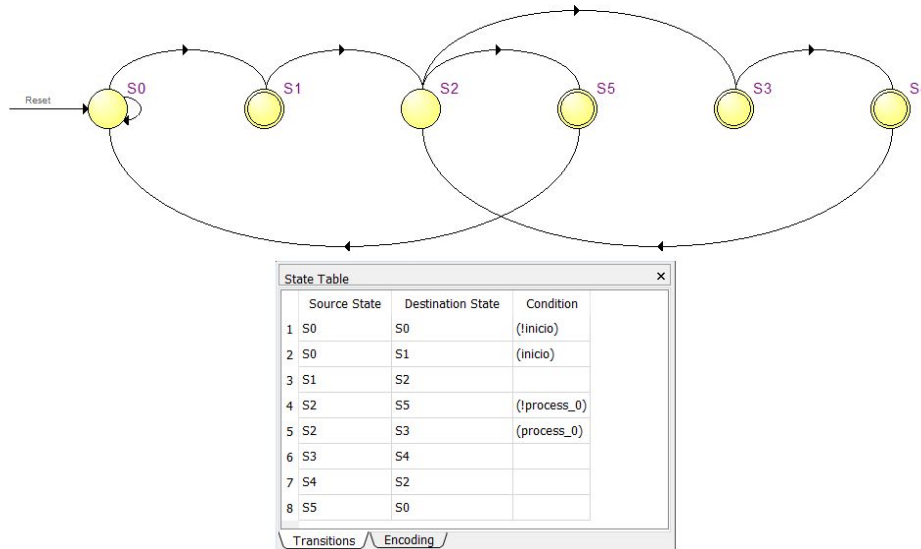 Reset
S0
S1
S2
S5
S3
State Table
Source State Destination State Condition
1 S0 S0 (!inicio)
2 S0 S1 (inicio)
3 S1 S2
4 S2 S5 (!process_0)
5 S2 S3 (process_0)
6 S3 S4
7 S4 S2
8 S5 S0
Transitions Encoding